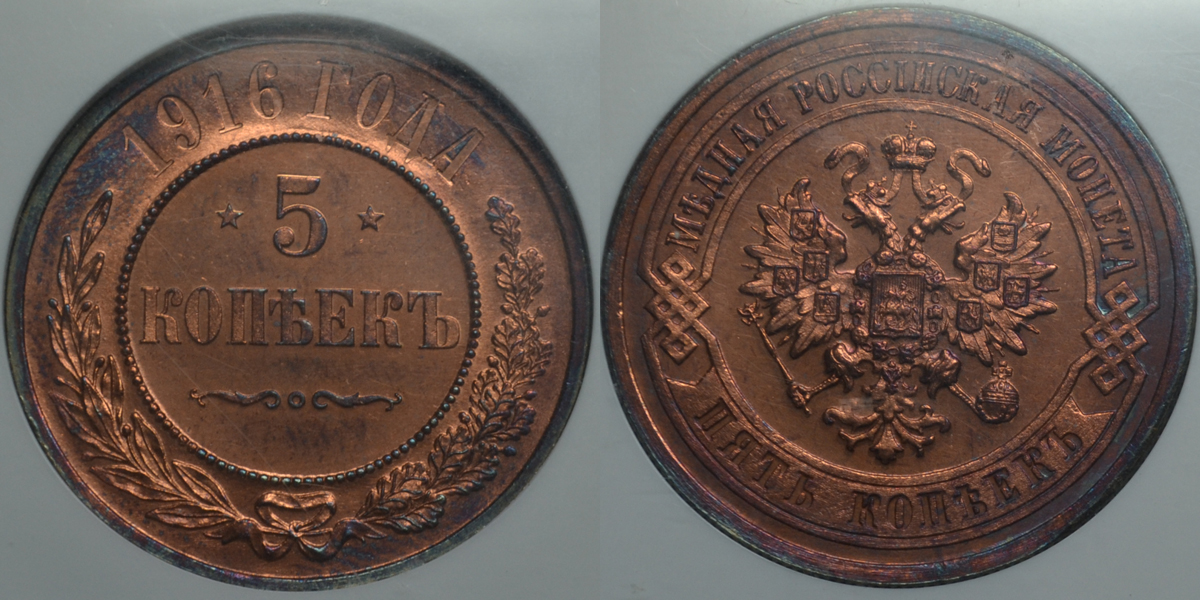 1916 ГОДА
5
КОПѢЕКЪ
МѢДНАЯ РОССІЙСКАЯ МОНЕТА
ПЯТЬ КОПѢЕКЪ